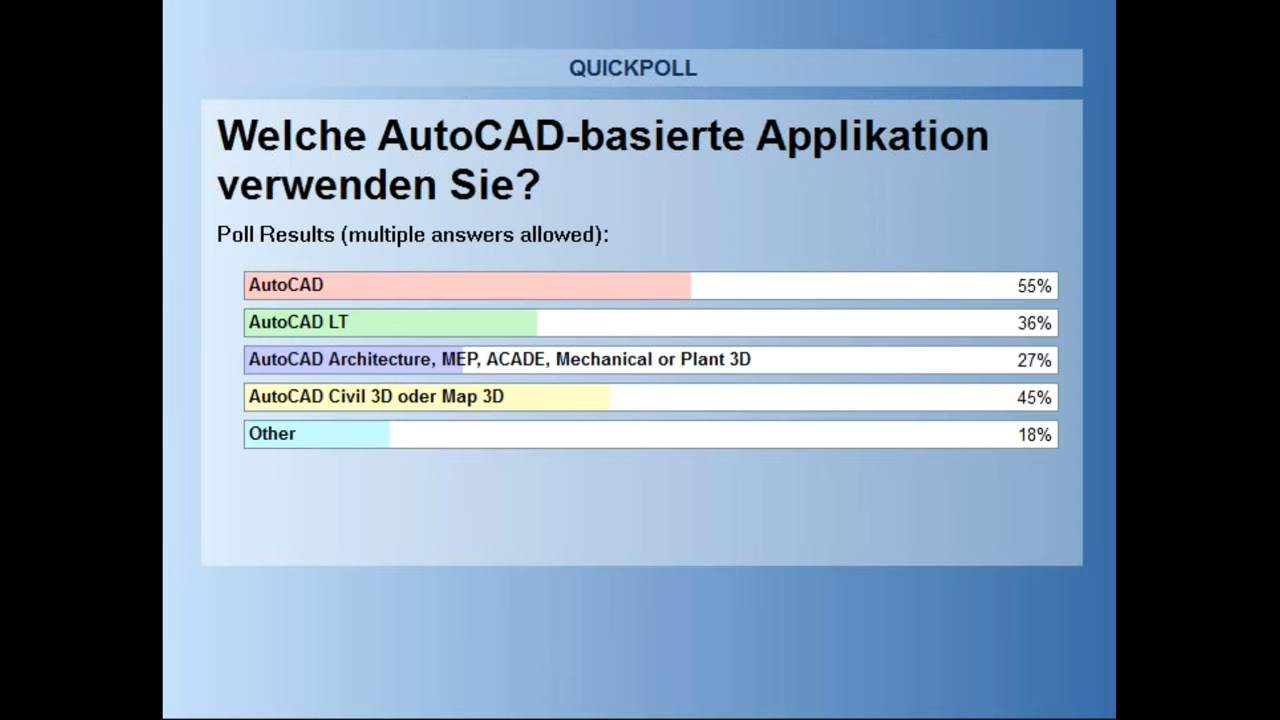 QUICKPOLL
Welche AutoCAD-basierte Applikation
verwenden Sie?
Poll Results (multiple answers allowed):
AutoCAD 55%
AutoCAD LT 36%
AutoCAD Architecture, MEP, ACADE, Mechanical or Plant 3D 27%
AutoCAD Civil 3D oder Map 3D 45%
Other 18%